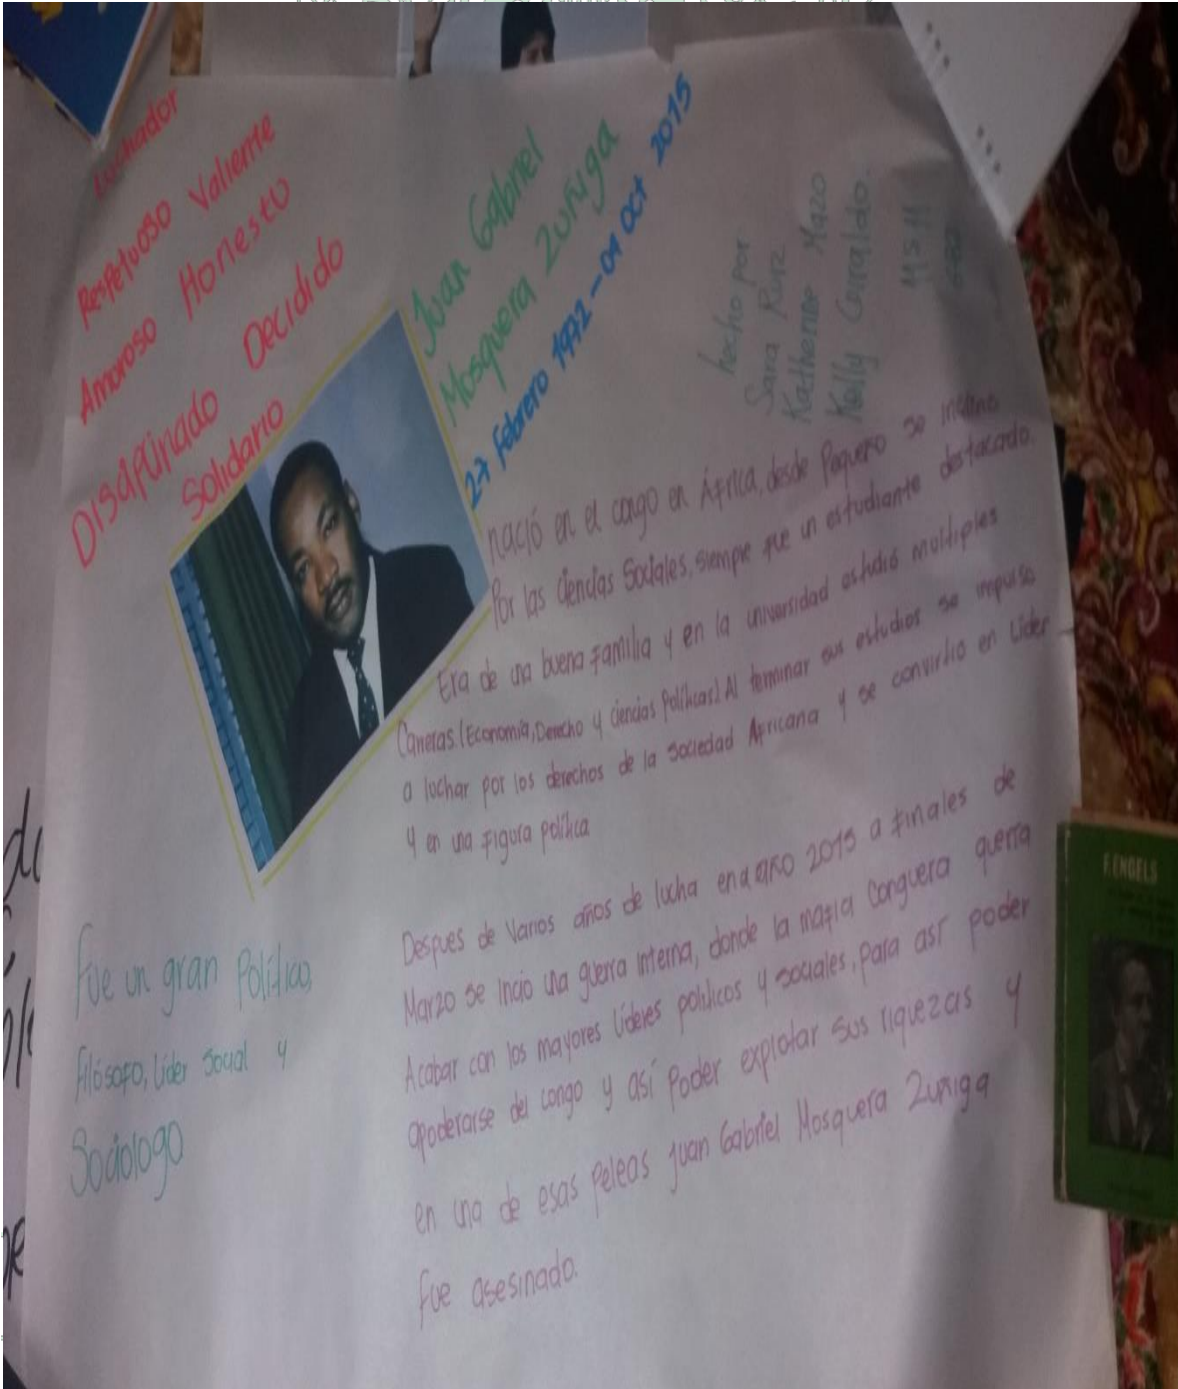 Luchador
Respetuoso Valiente
Amoroso Honesto
Disciplinado Decidido
Solidario
Juan Gabriel
Mosquera Zuñiga
27 Febrero 1972 - 01 Oct 2015
hecho por
Sara Ruiz
Katherine Mazo
Kelly
nació en el congo en África, desde Pequeño se inclino
Por las ciencias Sociales, siempre fue un estudiante destacado.
Era de una buena familia y en la universidad estudió multiples
Carreras (Economía, Derecho y ciencias políticas) Al terminar sus estudios se impulso
a luchar por los derechos de la sociedad Africana y se convirtio en Líder
y en una figura política
Despues de Varios años de lucha en el año 2015 a finales de
Marzo se inicio una guerra interna, donde la mafia conguera querra
Acabar con los mayores líderes politicos y sociales, para así poder
apoderarse del congo y así poder explotar sus riquezas y
en una de esas peleas juan Gabriel Mosquera Zuñiga
fue asesinado.
Fue un gran Político,
filósofo, Líder Social y
Sociologo
F. ENGELS